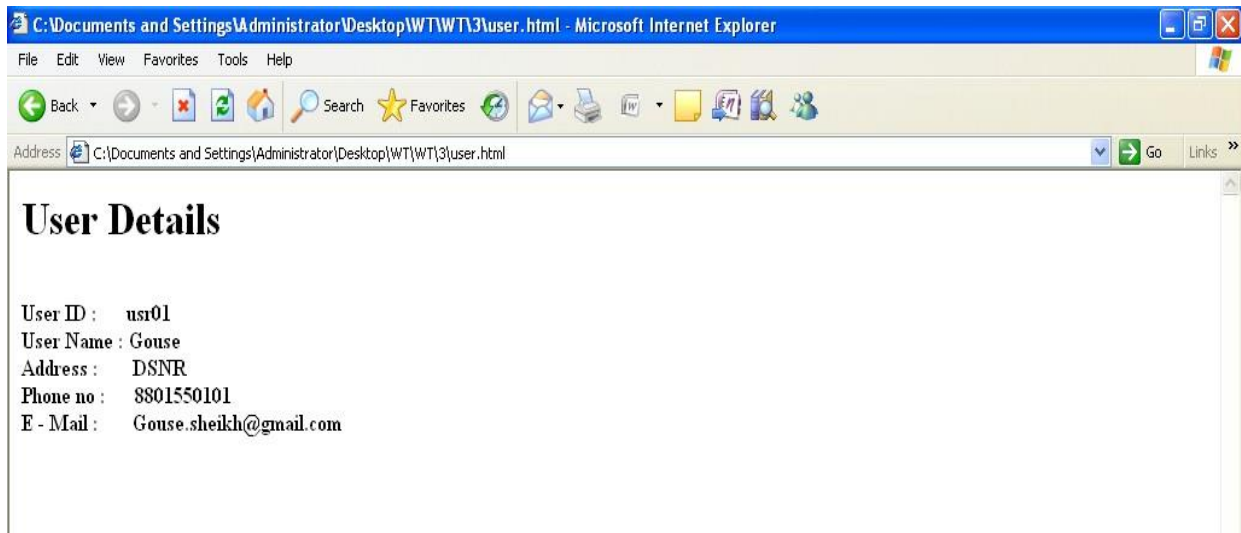 C:\Documents and Settings\Administrator\Desktop\WT\WT\3\user.html - Microsoft Internet Explorer
File Edit View Favorites Tools Help
Back Search Favorites
Address C:\Documents and Settings\Administrator\Desktop\WT\WT\3\user.html Go Links »
User Details
User ID : usr01
User Name : Gouse
Address : DSNR
Phone no : 8801550101
E - Mail : Gouse.sheikh@gmail.com